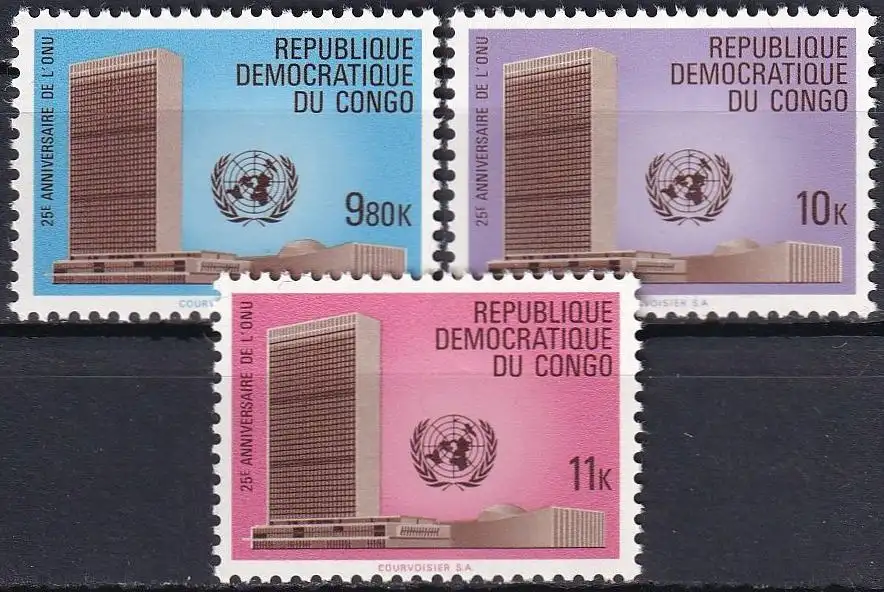 25E ANNIVERSAIRE DE L'ONU
REPUBLIQUE
DEMOCRATIQUE
DU CONGO
9.80K
25E ANNIVERSAIRE DE L'ONU
REPUBLIQUE
DEMOCRATIQUE
DU CONGO
10K
COURV
VOISIER S.A.
25E ANNIVERSAIRE DE L'ONU
REPUBLIQUE
DEMOCRATIQUE
DU CONGO
11K
COURVOISIER S.A.